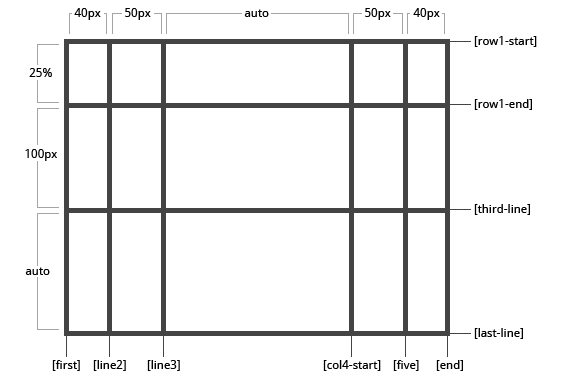 40px 50px auto 50px 40px
[row1-start]
25%
[row1-end]
100px
[third-line]
auto
[last-line]
[first] [line2] [line3] [col4-start] [five] [end]